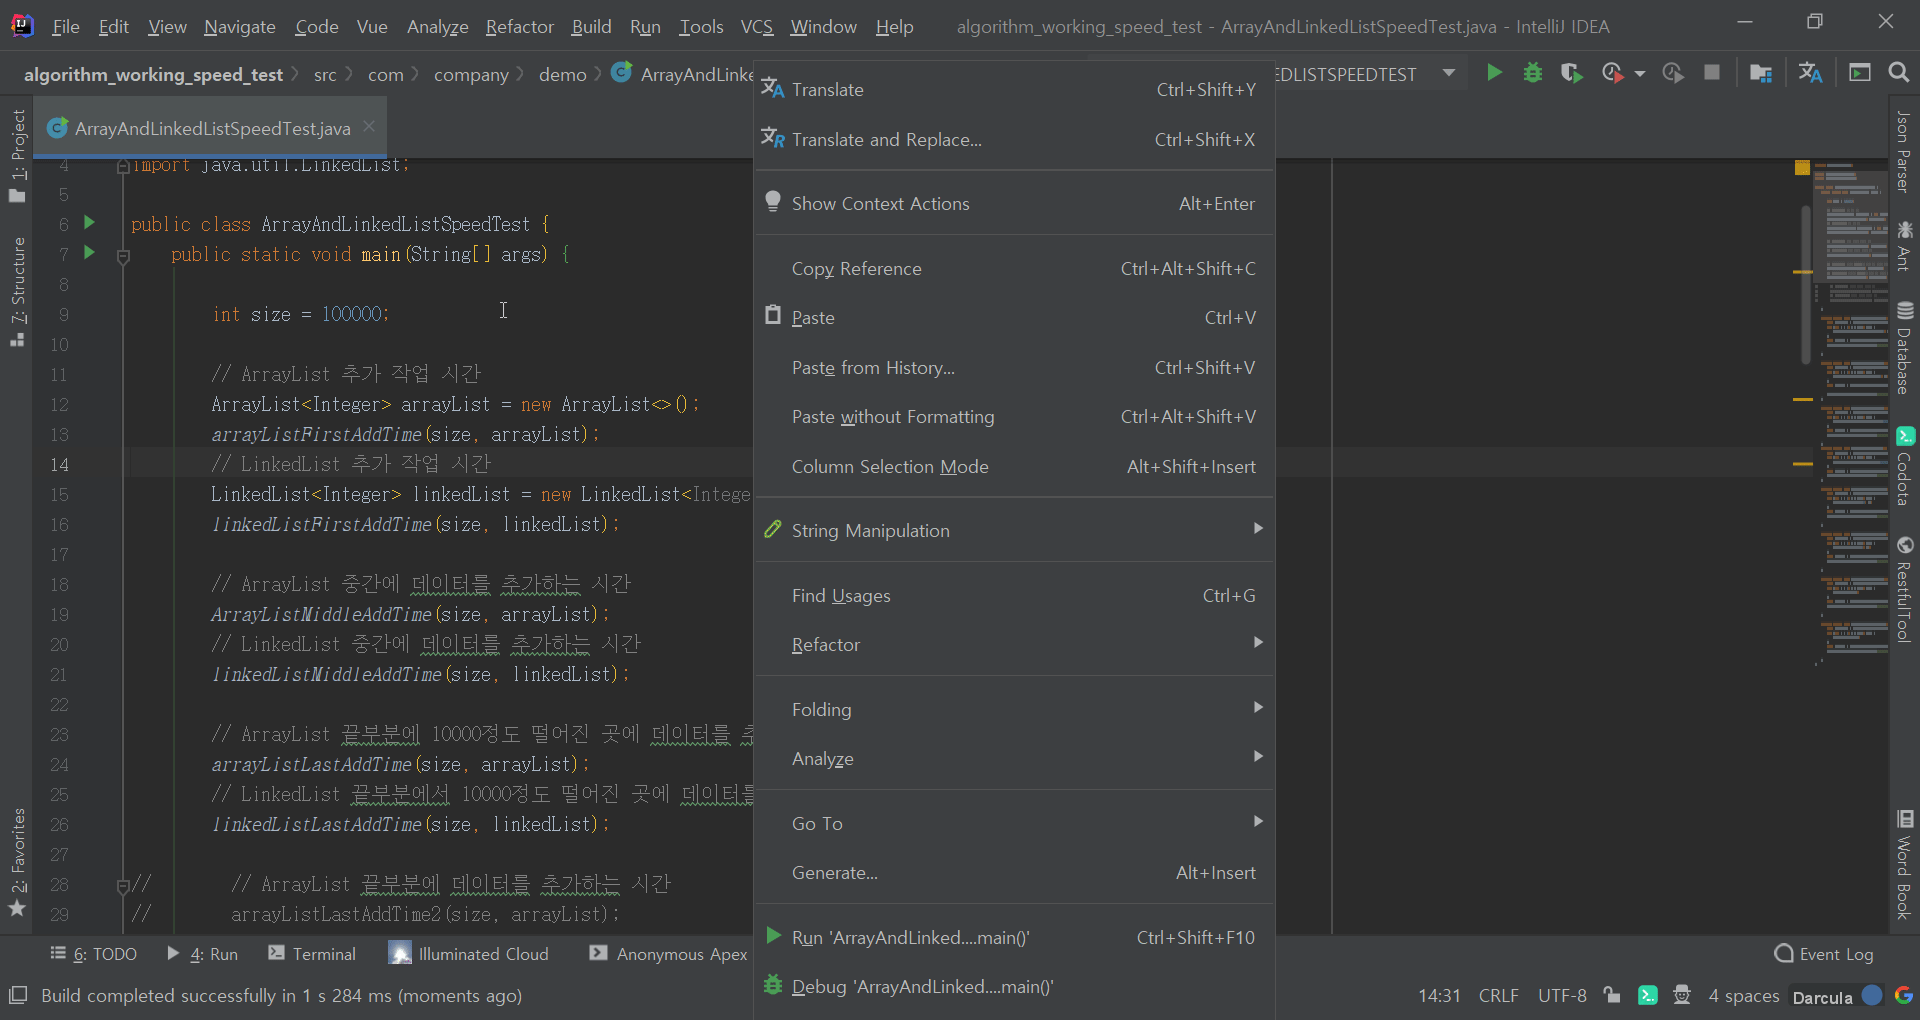 File Edit View Navigate Code Vue Analyze Refactor Build Run Tools VCS Window Help algorithm_working_speed_test - ArrayAndLinkedListSpeedTest.java - IntelliJ IDEA
algorithm_working_speed_test src com company demo ArrayAndLinke EDLISTSPEEDTEST
ArrayAndLinkedListSpeedTest.java
1: Project
7: Structure
2: Favorites
4 import java.util.LinkedList;
5
6 public class ArrayAndLinkedListSpeedTest {
7 public static void main(String[] args) {
8
9 int size = 100000;
10
11 // ArrayList 추가 작업 시간
12 ArrayList<Integer> arrayList = new ArrayList<>();
13 arrayListFirstAddTime(size, arrayList);
14 // LinkedList 추가 작업 시간
15 LinkedList<Integer> linkedList = new LinkedList<Intege
16 linkedListFirstAddTime(size, linkedList);
17
18 // ArrayList 중간에 데이터를 추가하는 시간
19 ArrayListMiddleAddTime(size, arrayList);
20 // LinkedList 중간에 데이터를 추가하는 시간
21 linkedListMiddleAddTime(size, linkedList);
22
23 // ArrayList 끝부분에 10000정도 떨어진 곳에 데이터를
24 arrayListLastAddTime(size, arrayList);
25 // LinkedList 끝부분에서 10000정도 떨어진 곳에 데이터를
26 linkedListLastAddTime(size, linkedList);
27
28 // // ArrayList 끝부분에 데이터를 추가하는 시간
29 // arrayListLastAddTime2(size, arrayList);
Translate Ctrl+Shift+Y
Translate and Replace... Ctrl+Shift+X
Show Context Actions Alt+Enter
Copy Reference Ctrl+Alt+Shift+C
Paste Ctrl+V
Paste from History... Ctrl+Shift+V
Paste without Formatting Ctrl+Alt+Shift+V
Column Selection Mode Alt+Shift+Insert
String Manipulation
Find Usages Ctrl+G
Refactor
Folding
Analyze
Go To
Generate... Alt+Insert
Run 'ArrayAndLinked....main()' Ctrl+Shift+F10
Debug 'ArrayAndLinked....main()'
Json Parser
Ant
Database
Codota
RestfulTool
Word Book
6: TODO 4: Run Terminal Illuminated Cloud Anonymous Apex Event Log
Build completed successfully in 1 s 284 ms (moments ago) 14:31 CRLF UTF-8 4 spaces Darcula